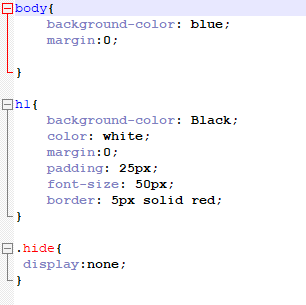 body{
    background-color: blue;
    margin:0;

}

h1{
    background-color: Black;
    color: white;
    margin:0;
    padding: 25px;
    font-size: 50px;
    border: 5px solid red;
}

.hide{
 display:none;
}